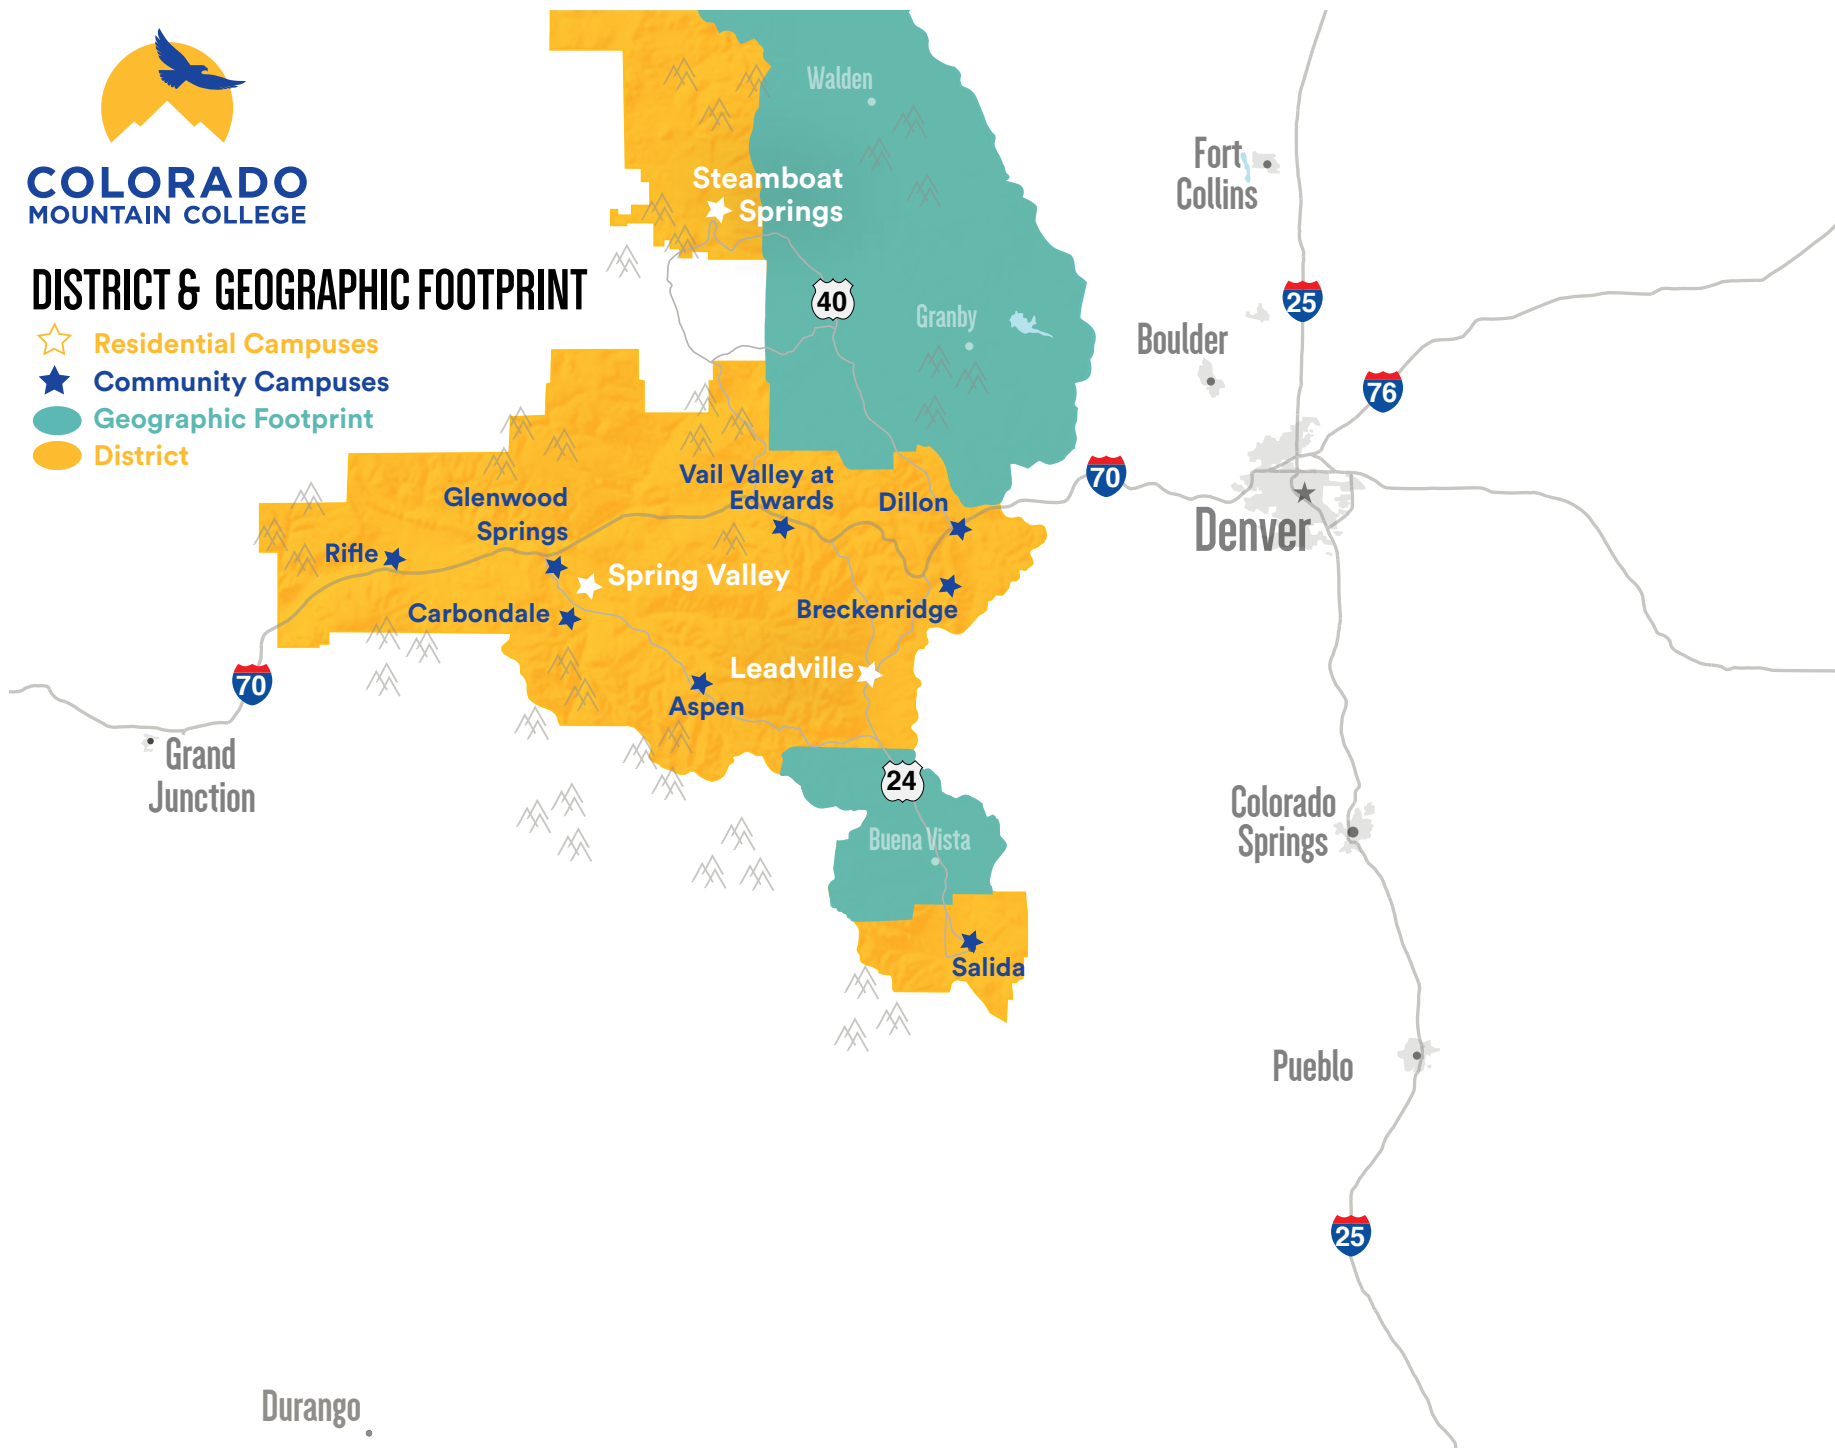 COLORADO
MOUNTAIN COLLEGE
DISTRICT & GEOGRAPHIC FOOTPRINT
Residential Campuses
Community Campuses
Geographic Footprint
District
Walden
Steamboat
Springs
40
Granby
Fort
Collins
25
Boulder
76
70
Denver
Vail Valley at
Edwards
Dillon
Glenwood
Springs
Rifle
Spring Valley
Carbondale
Breckenridge
Leadville
Aspen
70
Grand
Junction
24
Buena Vista
Colorado
Springs
Salida
Pueblo
25
Durango